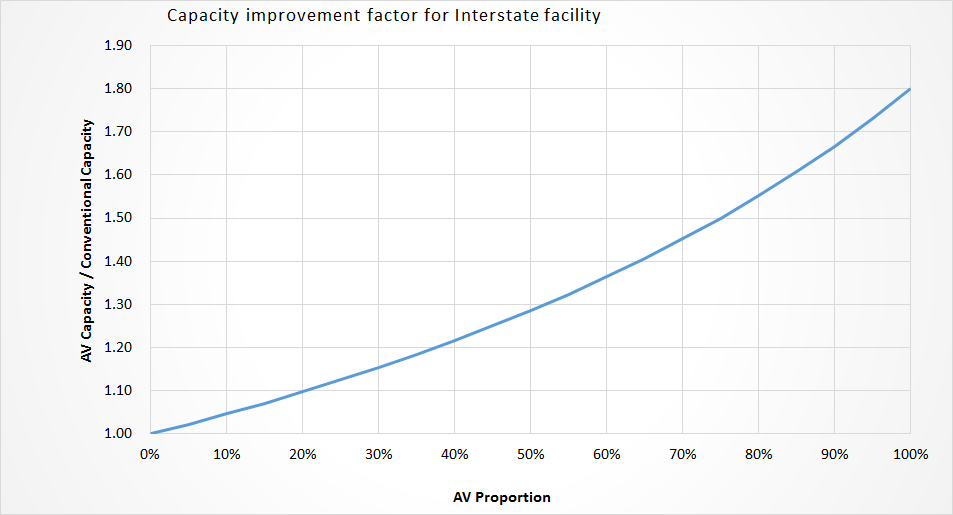 Capacity improvement factor for Interstate facility
1.90
1.80
1.70
1.60
1.50
1.40
1.30
1.20
1.10
1.00
AV Capacity / Conventional Capacity
0% 10% 20% 30% 40% 50% 60% 70% 80% 90% 100%
AV Proportion